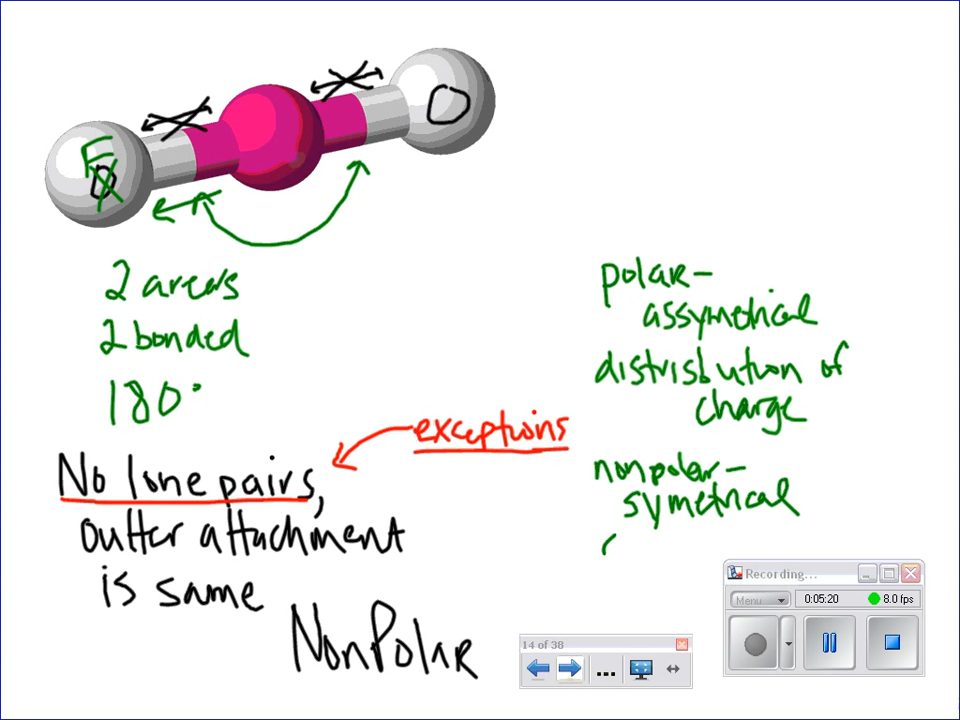 F
O
O
2 areas
2 bonded
180°
No lone pairs,
outter attachment
is same
NonPolar
exceptions
polar-
assymetrical
distrisbution of
charge
nonpolar-
symetrical
Recording...
Menu
0:05:20
8.0 fps
14 of 38
...